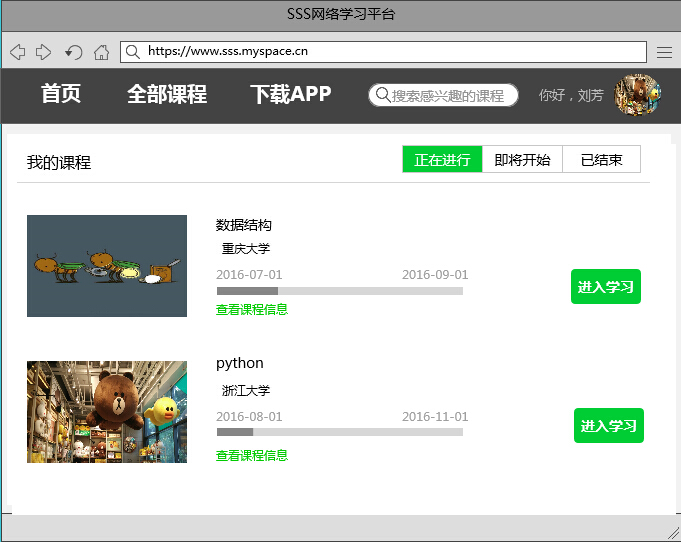 SSS网络学习平台
https://www.sss.myspace.cn
首页 全部课程 下载APP 搜索感兴趣的课程 你好，刘芳
我的课程 正在进行 即将开始 已结束
数据结构
重庆大学
2016-07-01 2016-09-01
进入学习
查看课程信息
python
浙江大学
2016-08-01 2016-11-01
进入学习
查看课程信息